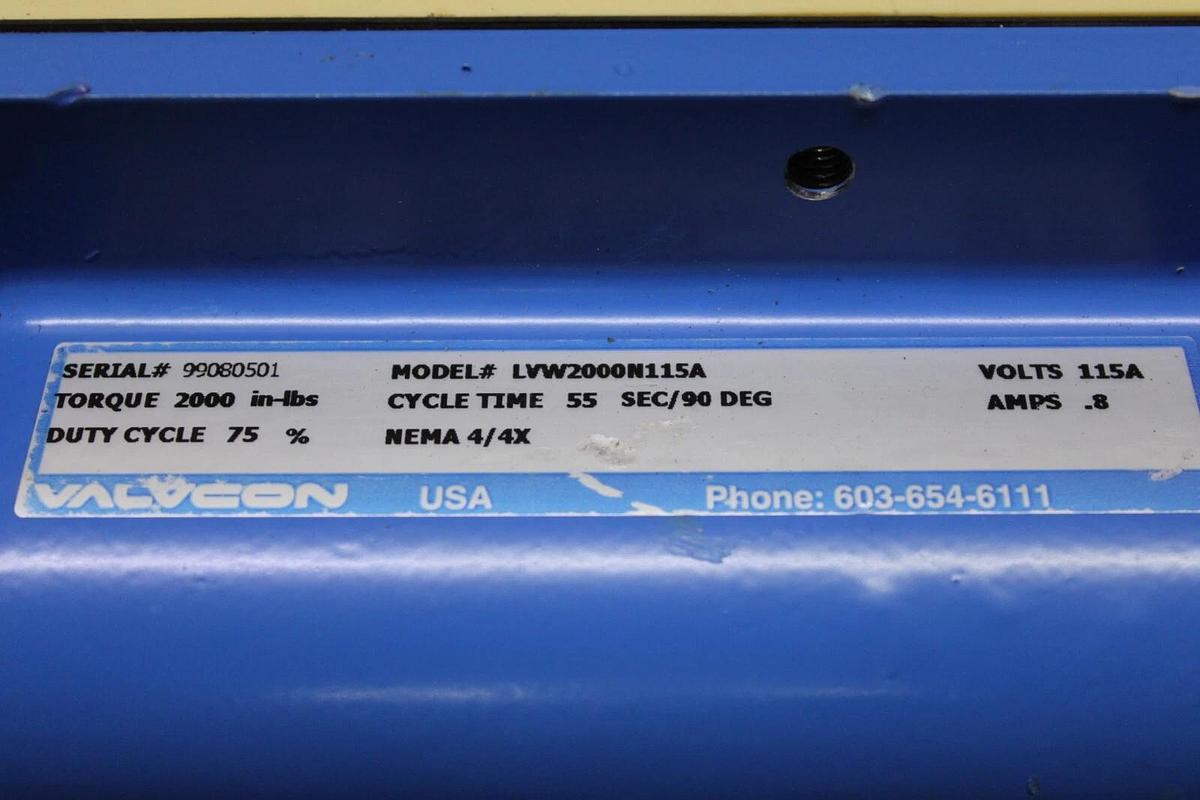 SERIAL# 99080501 MODEL# LVW2000N115A VOLTS 115A
TORQUE 2000 in-lbs CYCLE TIME 55 SEC/90 DEG AMPS .8
DUTY CYCLE 75 % NEMA 4/4X
VALVCON USA Phone: 603-654-6111